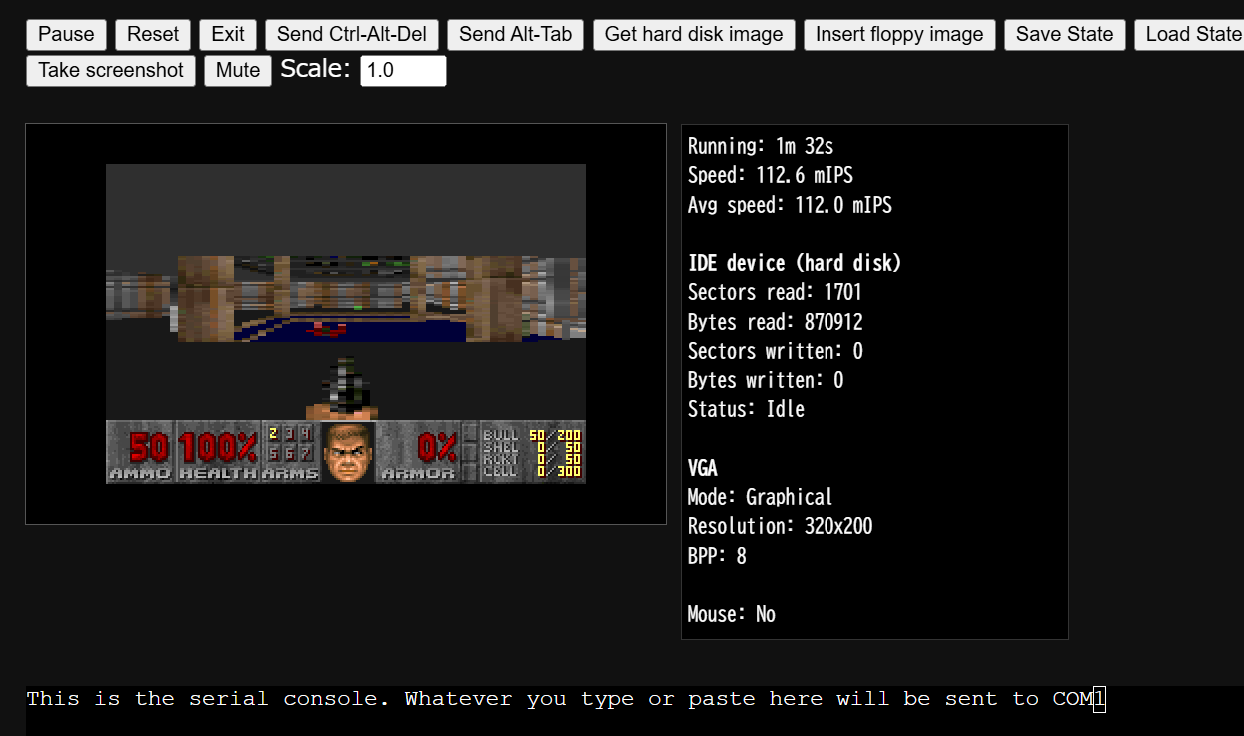 Pause Reset Exit Send Ctrl-Alt-Del Send Alt-Tab Get hard disk image Insert floppy image Save State Load State
Take screenshot Mute Scale: 1.0
Running: 1m 32s
Speed: 112.6 mIPS
Avg speed: 112.0 mIPS
IDE device (hard disk)
Sectors read: 1701
Bytes read: 870912
Sectors written: 0
Bytes written: 0
Status: Idle
VGA
Mode: Graphical
Resolution: 320x200
BPP: 8
Mouse: No
50 100% 2 3 4 0% BULL 50/200
5 6 7 SHEL 0/ 50
RCKT 0/ 50
AMMO HEALTH ARMS ARMOR CELL 0/300
This is the serial console. Whatever you type or paste here will be sent to COM1